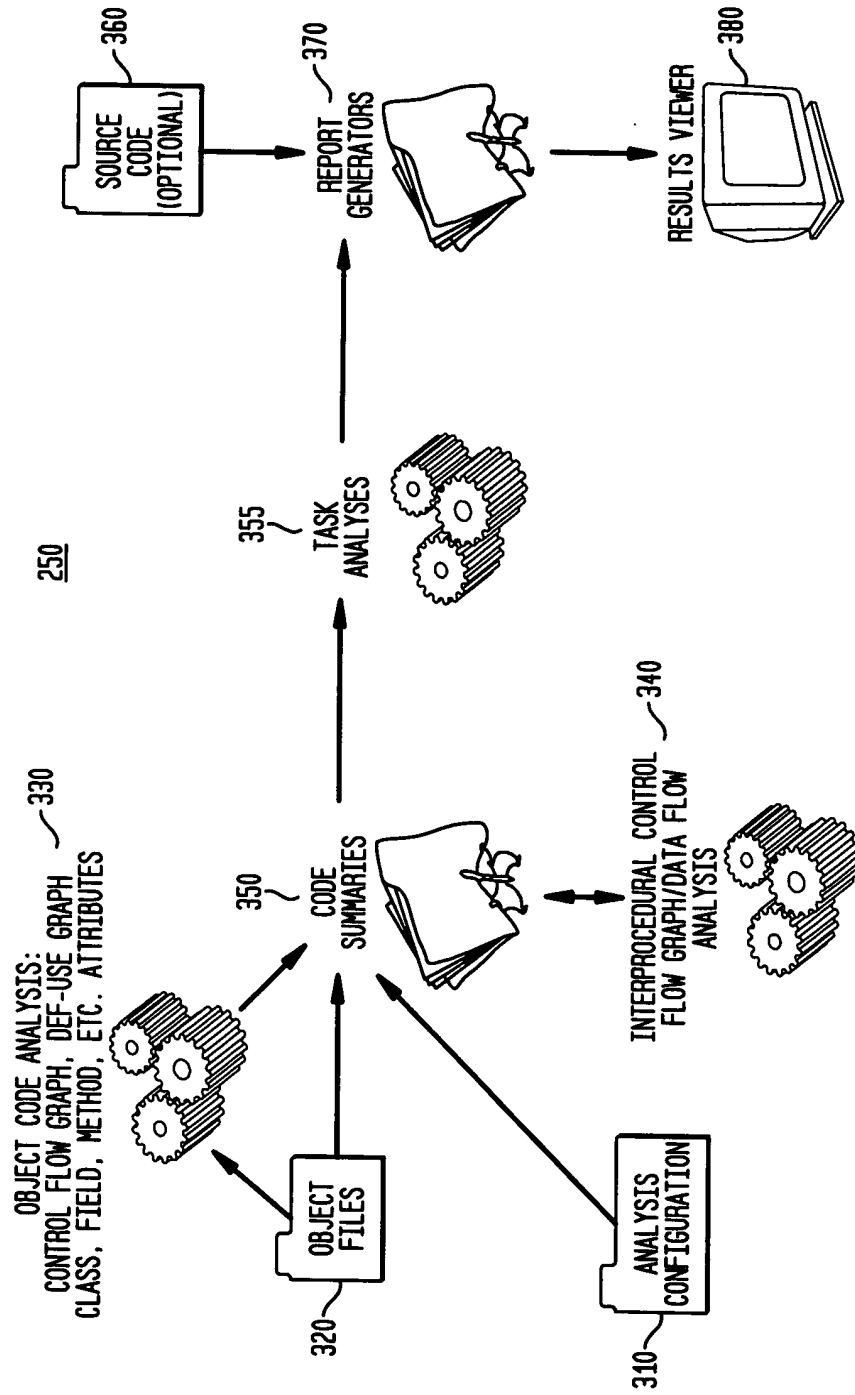 250
OBJECT CODE ANALYSIS:
CONTROL FLOW GRAPH, DEF-USE GRAPH
CLASS, FIELD, METHOD, ETC. ATTRIBUTES
330
OBJECT
FILES
320
ANALYSIS
CONFIGURATION
310
350
CODE
SUMMARIES
INTERPROCEDURAL CONTROL
FLOW GRAPH/DATA FLOW
ANALYSIS
340
355
TASK
ANALYSES
SOURCE
CODE
(OPTIONAL)
360
REPORT
GENERATORS
370
RESULTS VIEWER
380